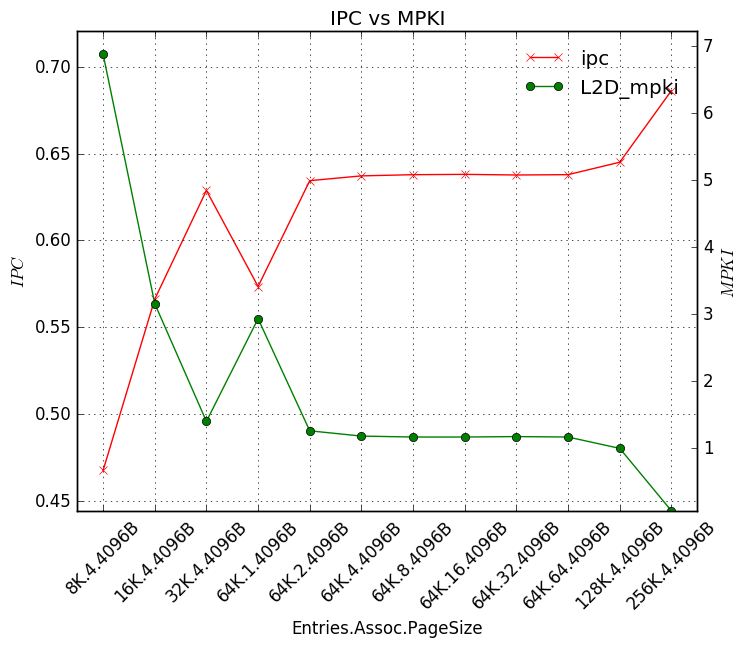 IPC vs MPKI
ipc
L2D_mpki
0.70
0.65
0.60
0.55
0.50
0.45
IPC
7
6
5
4
3
2
1
MPKI
8K.4.4096B
16K.4.4096B
32K.4.4096B
64K.1.4096B
64K.2.4096B
64K.4.4096B
64K.8.4096B
64K.16.4096B
64K.32.4096B
64K.64.4096B
128K.4.4096B
256K.4.4096B
Entries.Assoc.PageSize